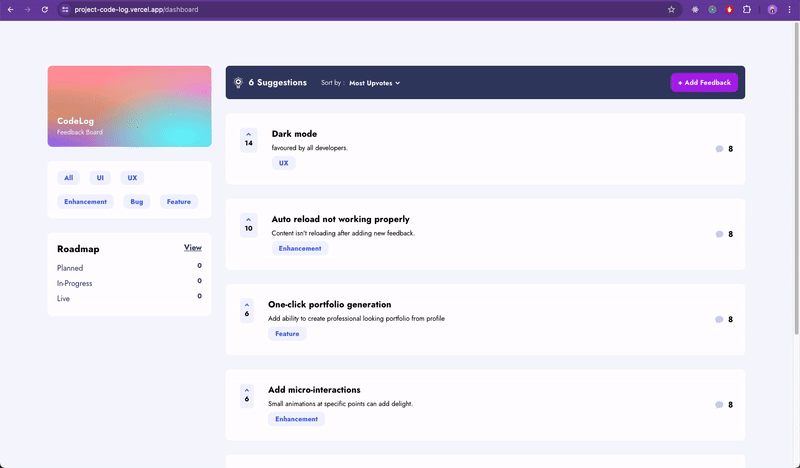 project-code-log.vercel.app/dashboard
CodeLog
Feedback Board
All UI UX
Enhancement Bug Feature
Roadmap View
Planned 0
In-Progress 0
Live 0
6 Suggestions Sort by : Most Upvotes + Add Feedback
Dark mode
14 favoured by all developers. 8
UX
Auto reload not working properly
10 Content isn't reloading after adding new feedback. 8
Enhancement
One-click portfolio generation
6 Add ability to create professional looking portfolio from profile 8
Feature
Add micro-interactions
6 Small animations at specific points can add delight. 8
Enhancement